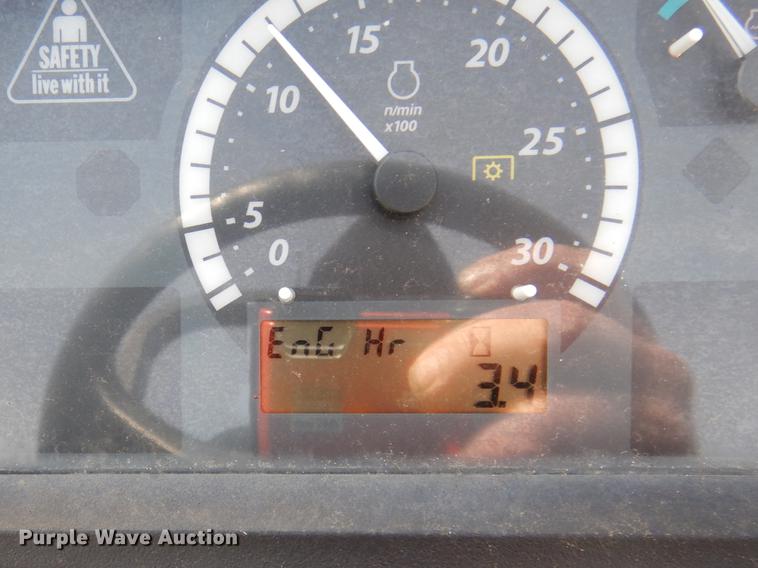 SAFETY
live with it
0
5
10
15
20
25
30
n/min
x100
EnG Hr
3.4
Purple Wave Auction